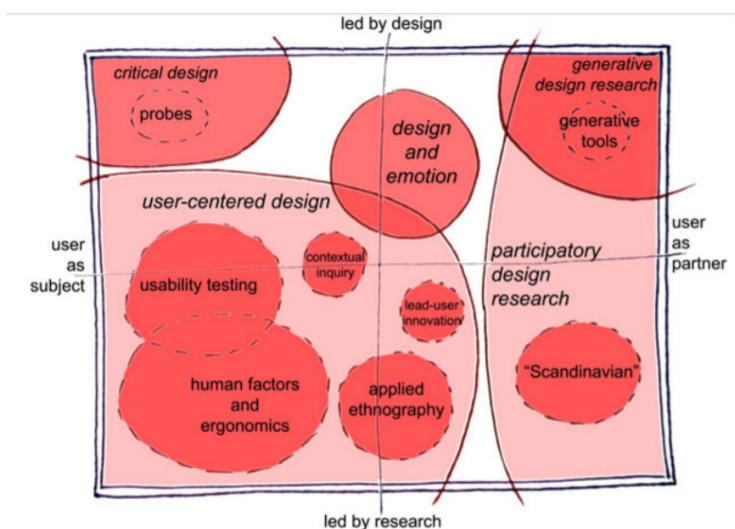 led by design
critical design
probes
generative
design research
generative
tools
design
and
emotion
user-centered design
user
as
subject
usability testing
contextual
inquiry
lead-user
innovation
participatory
design
research
user
as
partner
human factors
and
ergonomics
applied
ethnography
“Scandinavian”
led by research